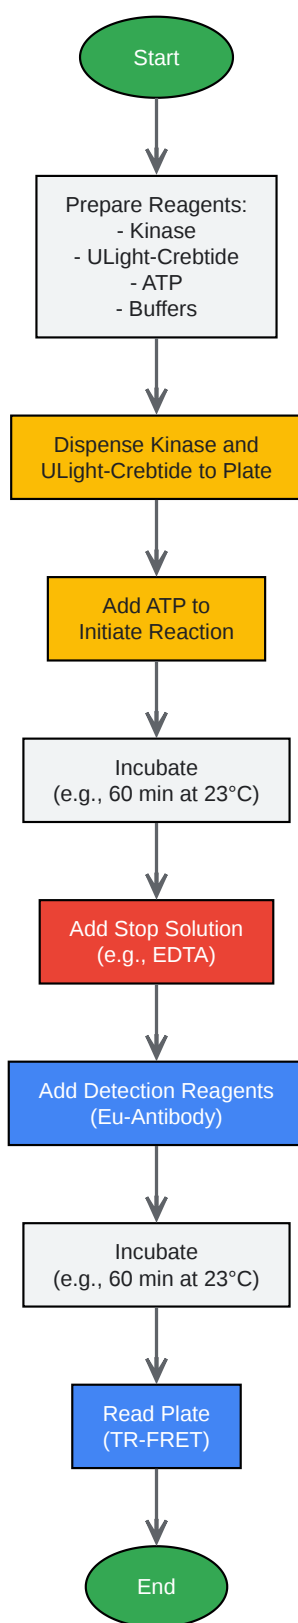 Start
Prepare Reagents:
- Kinase
- ULight-Crebtide
- ATP
- Buffers
Dispense Kinase and
ULight-Crebtide to Plate
Add ATP to
Initiate Reaction
Incubate
(e.g., 60 min at 23°C)
Add Stop Solution
(e.g., EDTA)
Add Detection Reagents
(Eu-Antibody)
Incubate
(e.g., 60 min at 23°C)
Read Plate
(TR-FRET)
End